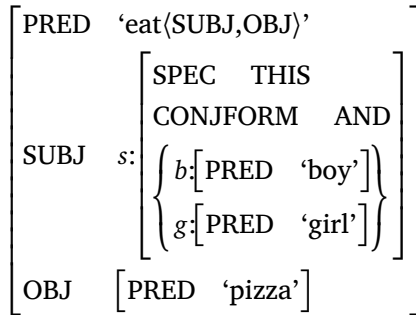 PRED ‘eat⟨SUBJ,OBJ⟩’
SPEC THIS
CONJFORM AND
SUBJ s:
b:[PRED ‘boy’]
g:[PRED ‘girl’]
OBJ [PRED ‘pizza’]